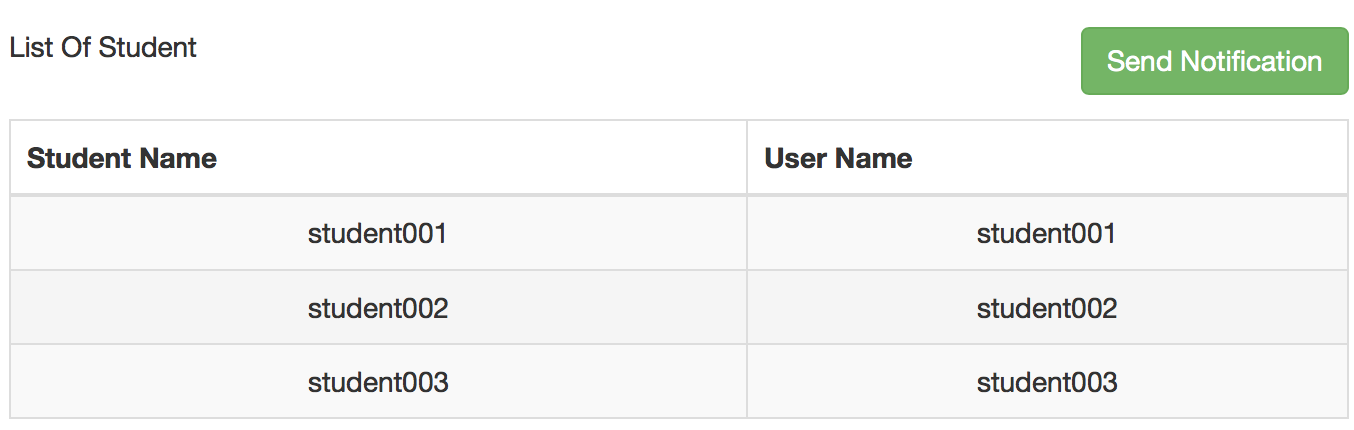 List Of Student
Send Notification
Student Name User Name
student001 student001
student002 student002
student003 student003